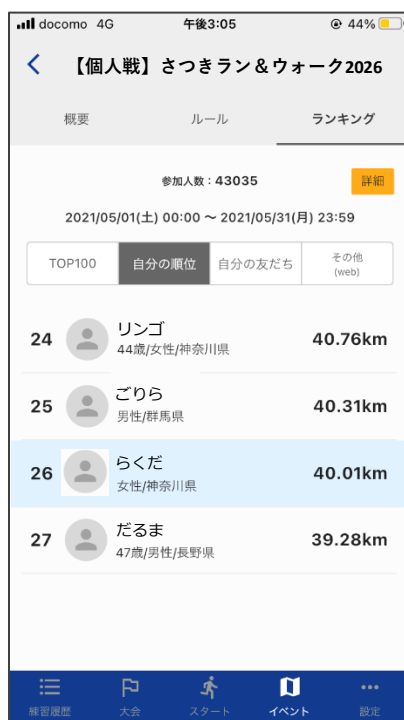 docomo 4G 午後3:05 44%
【個人戦】さつきラン＆ウォーク2026
概要 ルール ランキング
参加人数：43035 詳細
2021/05/01(土) 00:00 ～ 2021/05/31(月) 23:59
TOP100 自分の順位 自分の友だち その他
(web)
24 リンゴ 40.76km
44歳/女性/神奈川県
25 ごりら 40.31km
男性/群馬県
26 らくだ 40.01km
女性/神奈川県
27 だるま 39.28km
47歳/男性/長野県
練習履歴 大会 スタート イベント 設定